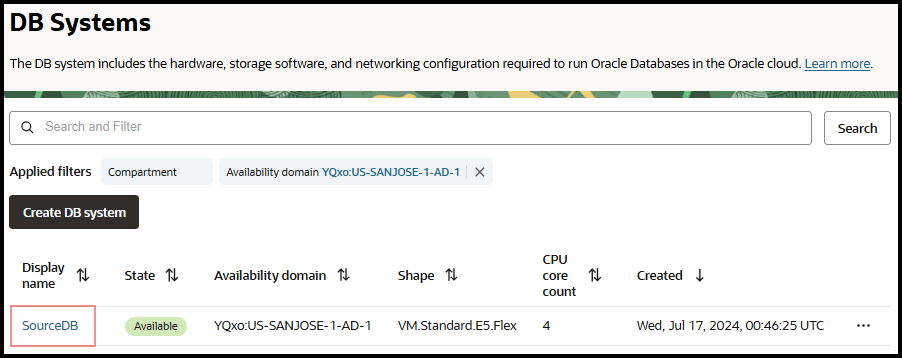 DB Systems
The DB system includes the hardware, storage software, and networking configuration required to run Oracle Databases in the Oracle cloud. Learn more.
Search and Filter
Search
Applied filters Compartment Availability domain YQxo:US-SANJOSE-1-AD-1
Create DB system
Display name State Availability domain Shape CPU core count Created
SourceDB Available YQxo:US-SANJOSE-1-AD-1 VM.Standard.E5.Flex 4 Wed, Jul 17, 2024, 00:46:25 UTC